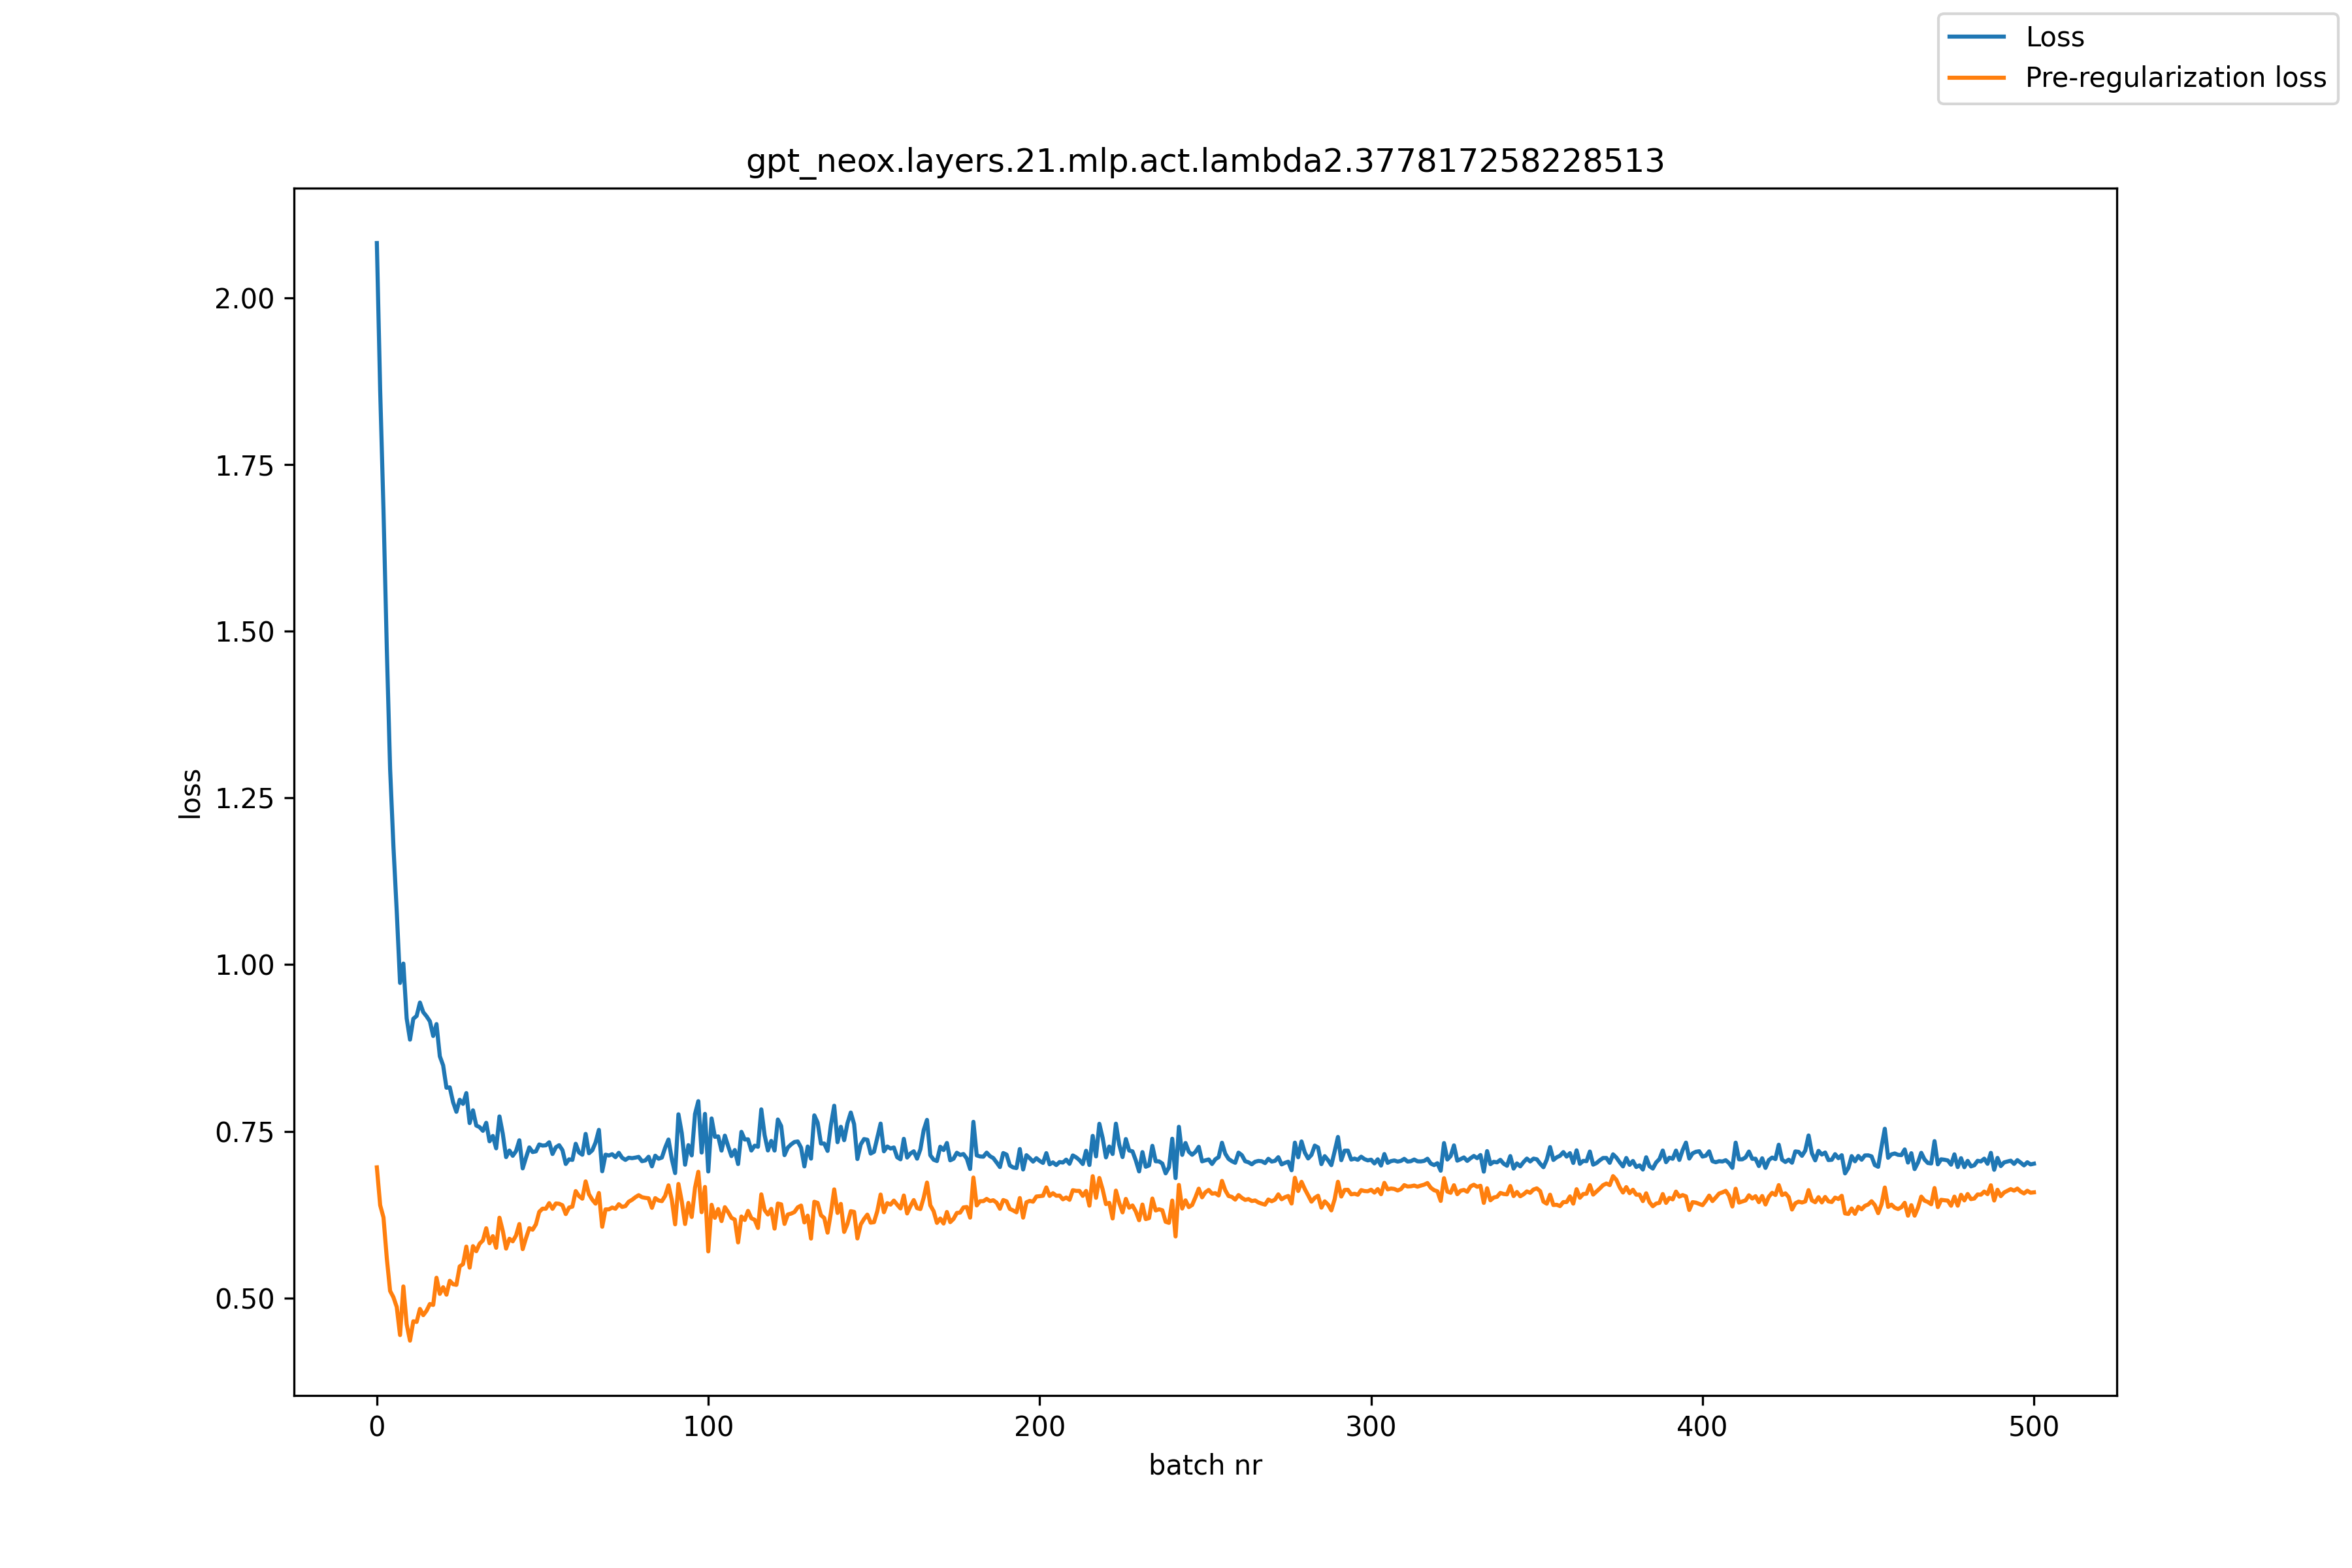 Loss
Pre-regularization loss
gpt_neox.layers.21.mlp.act.lambda2.377817258228513
2.00
1.75
1.50
1.25
1.00
0.75
0.50
loss
0 100 200 300 400 500
batch nr